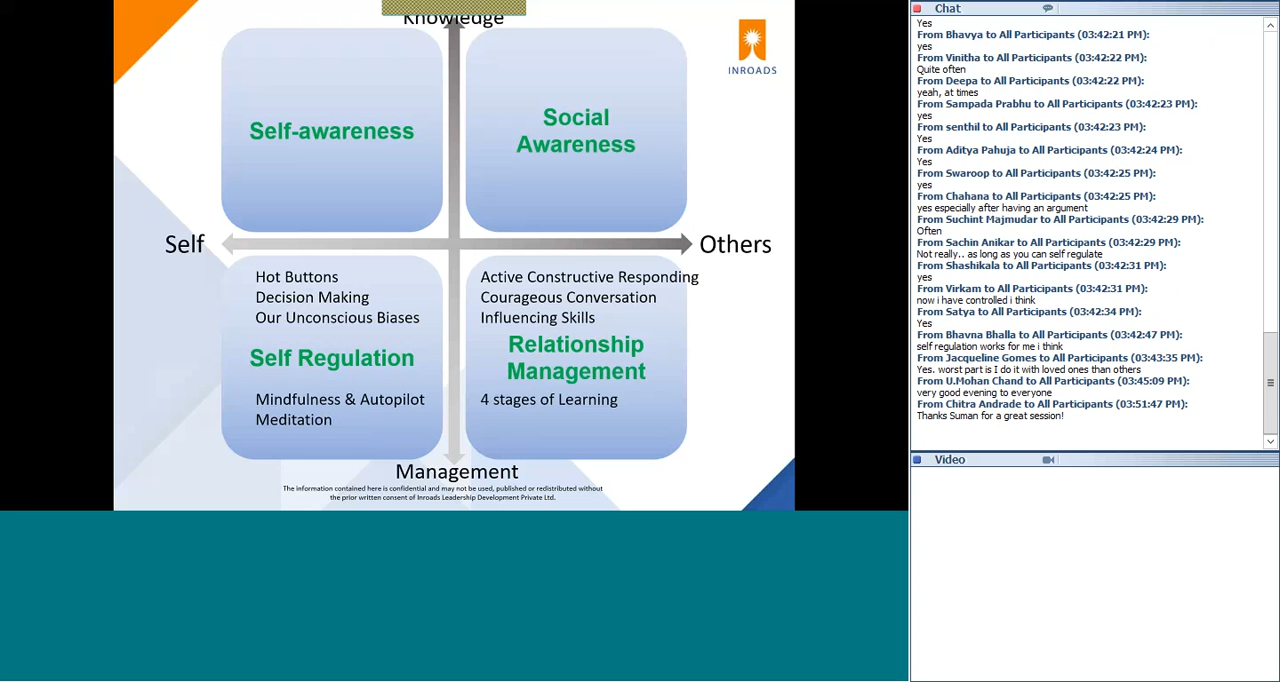 Knowledge
INROADS
Self-awareness
Social
Awareness
Self
Others
Hot Buttons
Decision Making
Our Unconscious Biases
Self Regulation
Mindfulness & Autopilot
Meditation
Active Constructive Responding
Courageous Conversation
Influencing Skills
Relationship
Management
4 stages of Learning
Management
The information contained here is confidential and may not be used, published or redistributed without
the prior written consent of Inroads Leadership Development Private Ltd.
Chat
Yes
From Bhavya to All Participants (03:42:21 PM):
yes
From Vinitha to All Participants (03:42:22 PM):
Quite often
From Deepa to All Participants (03:42:22 PM):
yeah, at times
From Sampada Prabhu to All Participants (03:42:23 PM):
yes
From senthil to All Participants (03:42:23 PM):
Yes
From Aditya Pahuja to All Participants (03:42:24 PM):
Yes
From Swaroop to All Participants (03:42:25 PM):
yes
From Chahana to All Participants (03:42:25 PM):
yes especially after having an argument
From Suchint Majmudar to All Participants (03:42:29 PM):
Often
From Sachin Anikar to All Participants (03:42:29 PM):
Not really.. as long as you can self regulate
From Shashikala to All Participants (03:42:31 PM):
yes
From Virkam to All Participants (03:42:31 PM):
now i have controlled i think
From Satya to All Participants (03:42:34 PM):
Yes
From Bhavna Bhalla to All Participants (03:42:47 PM):
self regulation works for me i think
From Jacqueline Gomes to All Participants (03:43:35 PM):
Yes. worst part is I do it with loved ones than others
From U.Mohan Chand to All Participants (03:45:09 PM):
very good evening to everyone
From Chitra Andrade to All Participants (03:51:47 PM):
Thanks Suman for a great session!
Video